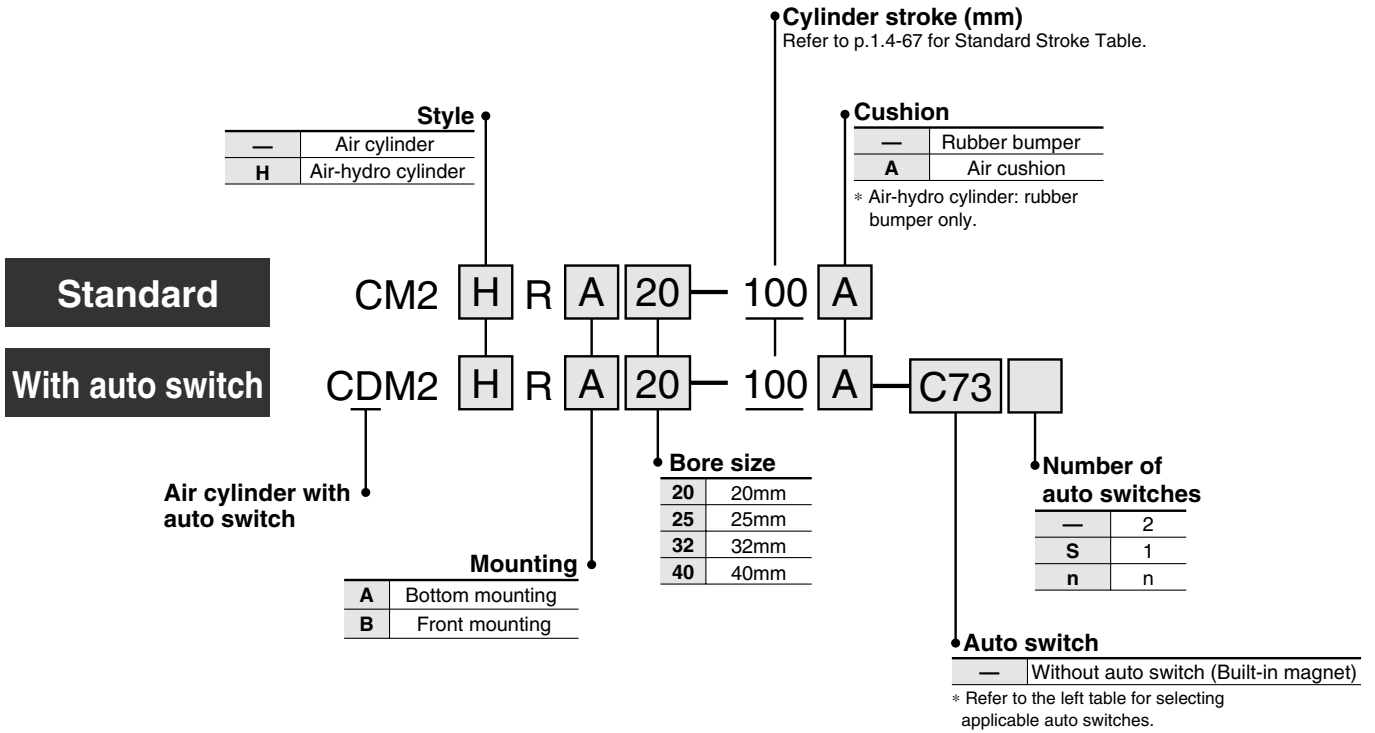 Cylinder stroke (mm)
Refer to p.1.4-67 for Standard Stroke Table.
Style
— Air cylinder
H Air-hydro cylinder
Cushion
— Rubber bumper
A Air cushion
* Air-hydro cylinder: rubber
bumper only.
Standard CM2 H R A 20 — 100 A
With auto switch CDM2 H R A 20 — 100 A — C73
Air cylinder with
auto switch
Mounting
A Bottom mounting
B Front mounting
Bore size
20 20mm
25 25mm
32 32mm
40 40mm
Number of
auto switches
— 2
S 1
n n
Auto switch
— Without auto switch (Built-in magnet)
* Refer to the left table for selecting
applicable auto switches.